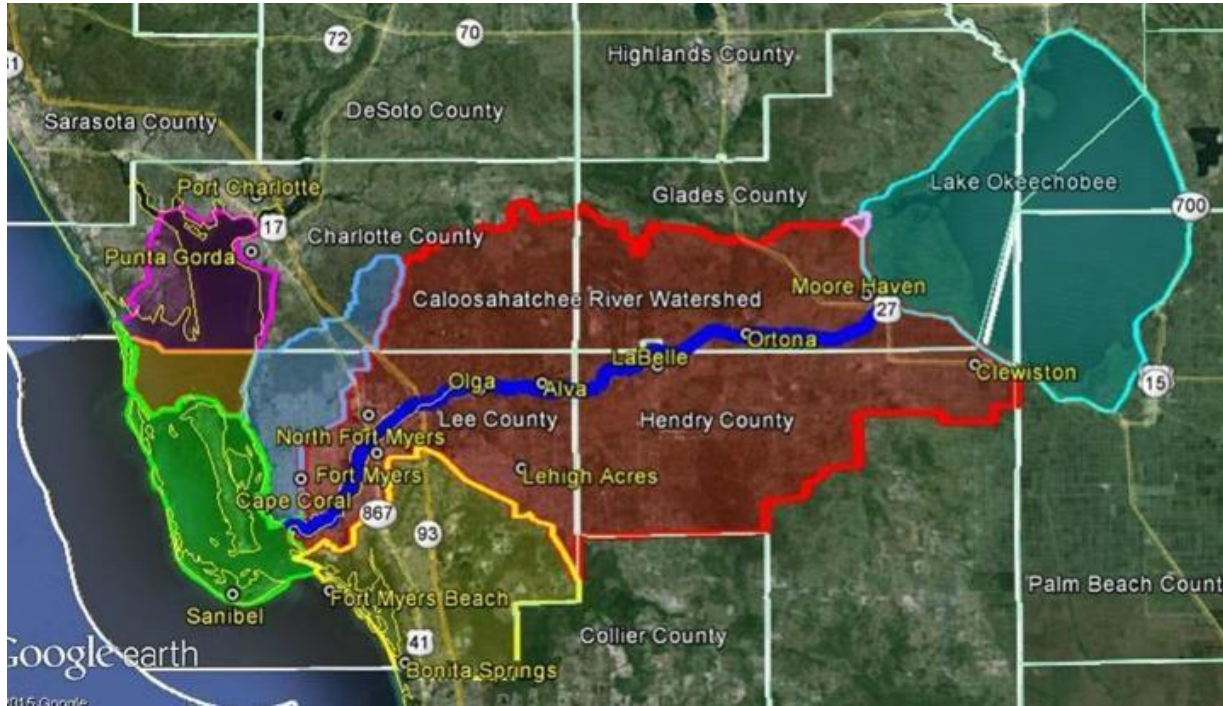 72
70
31
Highlands County
DeSoto County
Sarasota County
Port Charlotte
Lake Okeechobee
Glades County
700
17
Charlotte County
Punta Gorda
Moore Haven
Caloosahatchee River Watershed
27
Ortona
LaBelle
Clewiston
Olga
Alva
15
Lee County
Hendry County
North Fort Myers
Fort Myers
Lehigh Acres
Cape Coral
867
93
Palm Beach Count
Fort Myers Beach
Sanibel
Collier County
41
Google earth
Bonita Springs
2015 Google